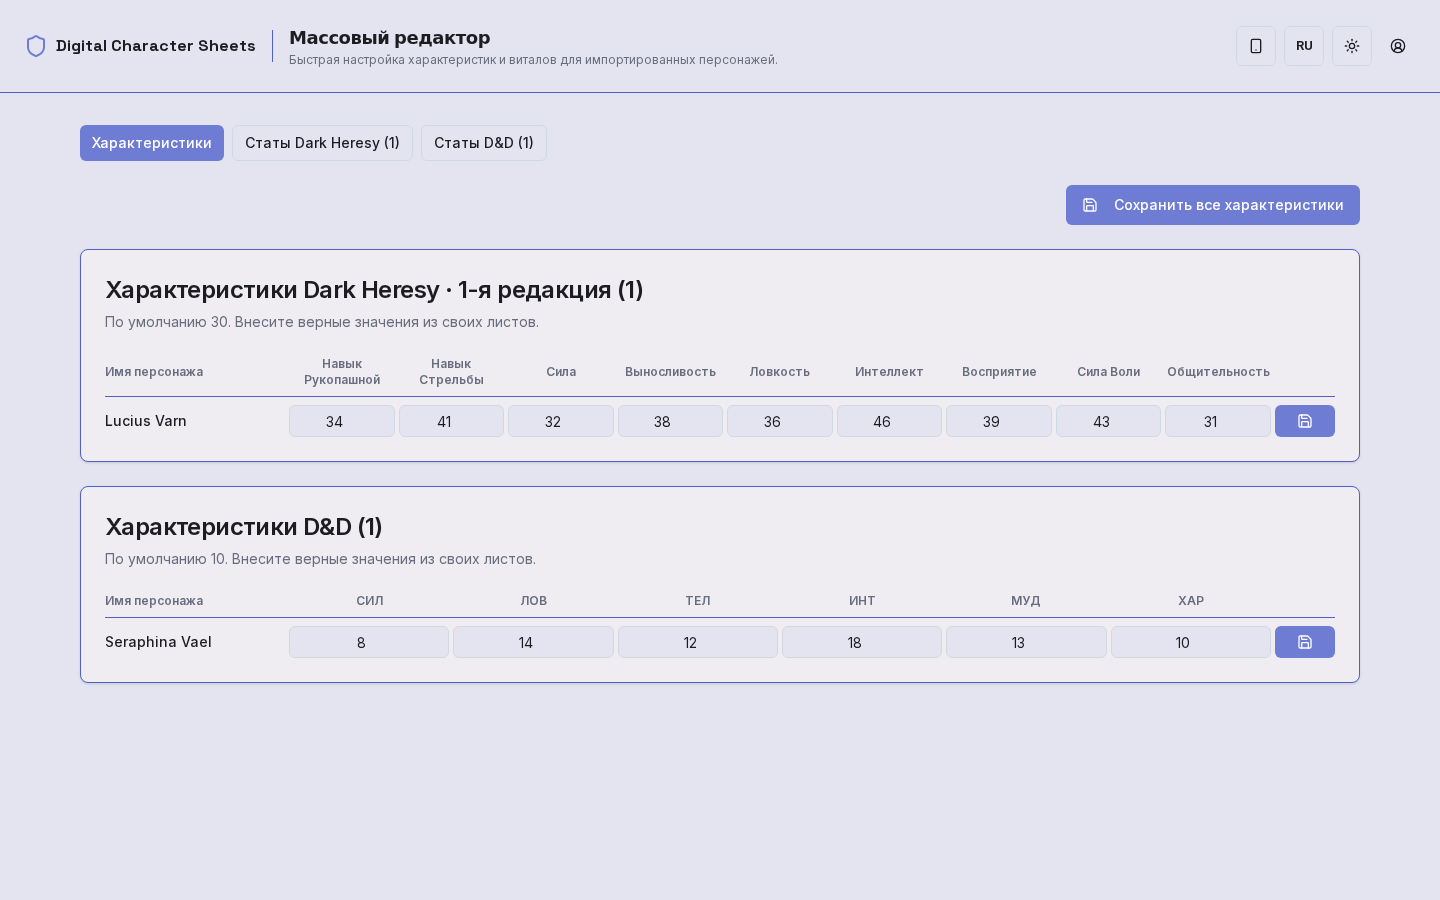 Digital Character Sheets
Массовый редактор
Быстрая настройка характеристик и виталов для импортированных персонажей.
RU
Характеристики
Статы Dark Heresy (1)
Статы D&D (1)
Сохранить все характеристики
Характеристики Dark Heresy · 1-я редакция (1)
По умолчанию 30. Внесите верные значения из своих листов.
Имя персонажа Навык Рукопашной Навык Стрельбы Сила Выносливость Ловкость Интеллект Восприятие Сила Воли Общительность
Lucius Varn 34 41 32 38 36 46 39 43 31
Характеристики D&D (1)
По умолчанию 10. Внесите верные значения из своих листов.
Имя персонажа СИЛ ЛОВ ТЕЛ ИНТ МУД ХАР
Seraphina Vael 8 14 12 18 13 10